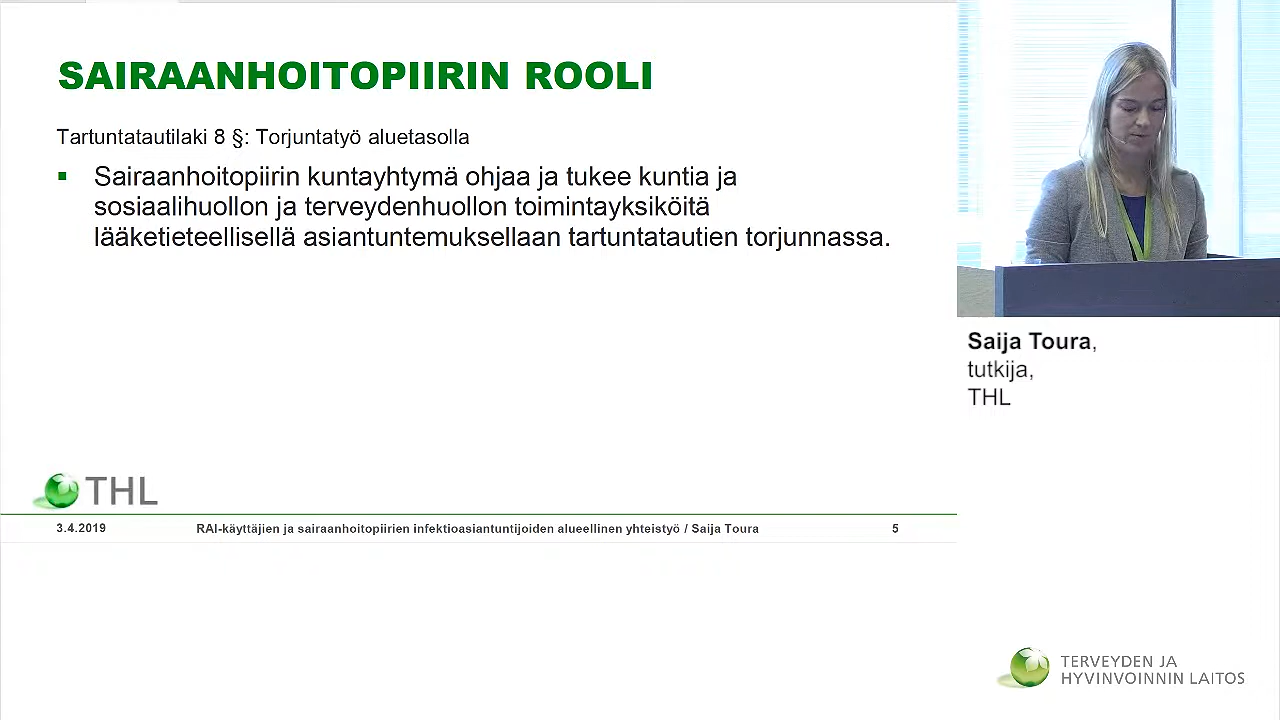 SAIRAANHOITOPIIRIN ROOLI
Tartuntatautilaki 8 §: Torjuntatyö aluetasolla
Sairaanhoitopiirin kuntayhtymä ohjaa ja tukee kuntia ja
sosiaalihuollon ja terveydenhuollon toimintayksiköitä
lääketieteellisellä asiantuntemuksellaan tartuntatautien torjunnassa.
THL
3.4.2019 RAI-käyttäjien ja sairaanhoitopiirien infektioasiantuntijoiden alueellinen yhteistyö / Saija Toura 5
Saija Toura,
tutkija,
THL
TERVEYDEN JA
HYVINVOINNIN LAITOS